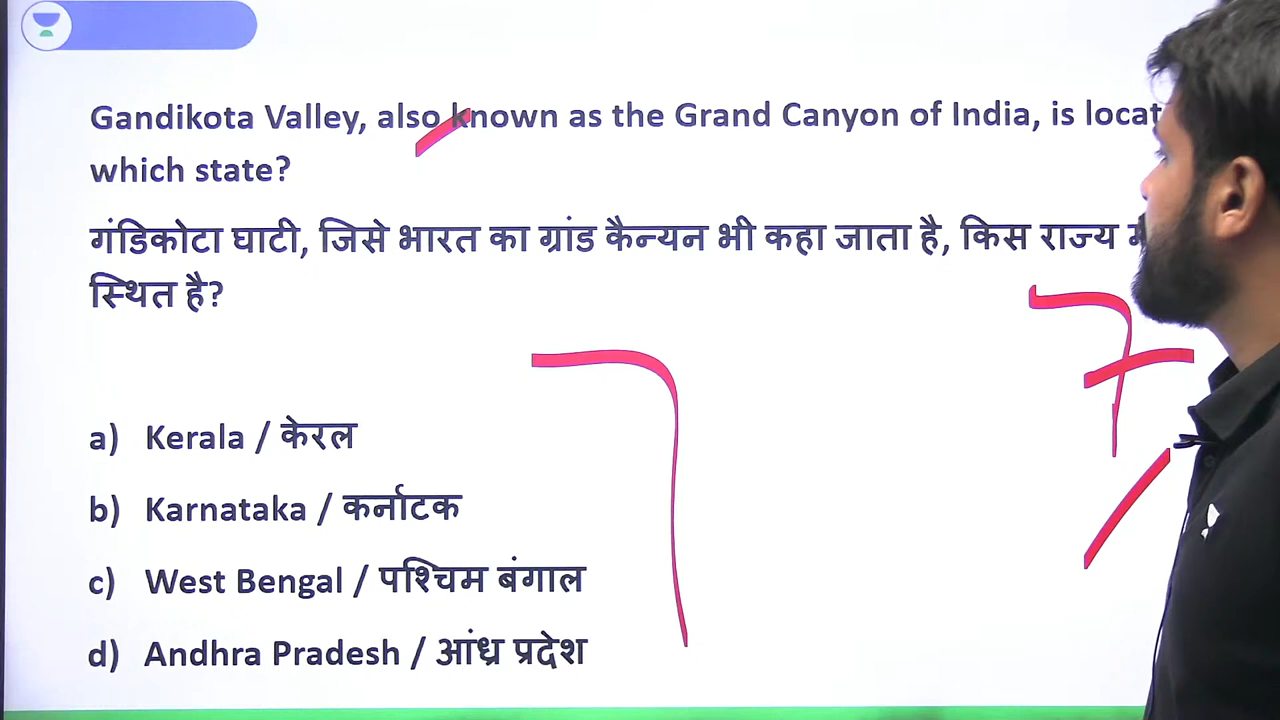 Gandikota Valley, also known as the Grand Canyon of India, is locat
which state?
गंडिकोटा घाटी, जिसे भारत का ग्रांड कैन्यन भी कहा जाता है, किस राज्य
स्थित है?
a) Kerala / केरल
b) Karnataka / कर्नाटक
c) West Bengal / पश्चिम बंगाल
d) Andhra Pradesh / आंध्र प्रदेश